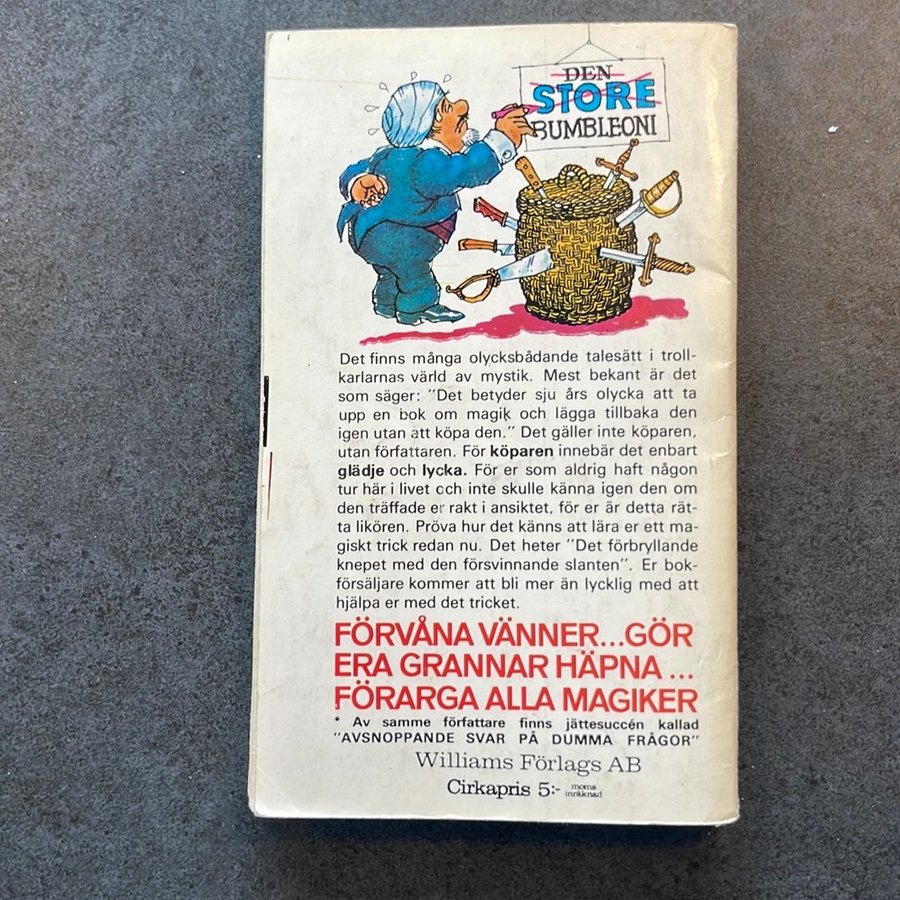 DEN
STORE
BUMBLEONI
Det finns många olycksbådande talesätt i troll-
karlarnas värld av mystik. Mest bekant är det
som säger: "Det betyder sju års olycka att ta
upp en bok om magik och lägga tillbaka den
igen utan att köpa den." Det gäller inte köparen,
utan författaren. För köparen innebär det enbart
glädje och lycka. För er som aldrig haft någon
tur här i livet och inte skulle känna igen den om
den träffade er rakt i ansiktet, för er är detta rät-
ta likören. Pröva hur det känns att lära er ett ma-
giskt trick redan nu. Det heter "Det förbryllande
knepet med den försvinnande slanten". Er bok-
försäljare kommer att bli mer än lycklig med att
hjälpa er med det tricket.
FÖRVÅNA VÄNNER...GÖR
ERA GRANNAR HÄPNA ...
FÖRARGA ALLA MAGIKER
* Av samme författare finns jättesuccén kallad
"AVSNOPPANDE SVAR PÅ DUMMA FRÅGOR"
Williams Förlags AB
Cirkapris 5:- moms
inräknad